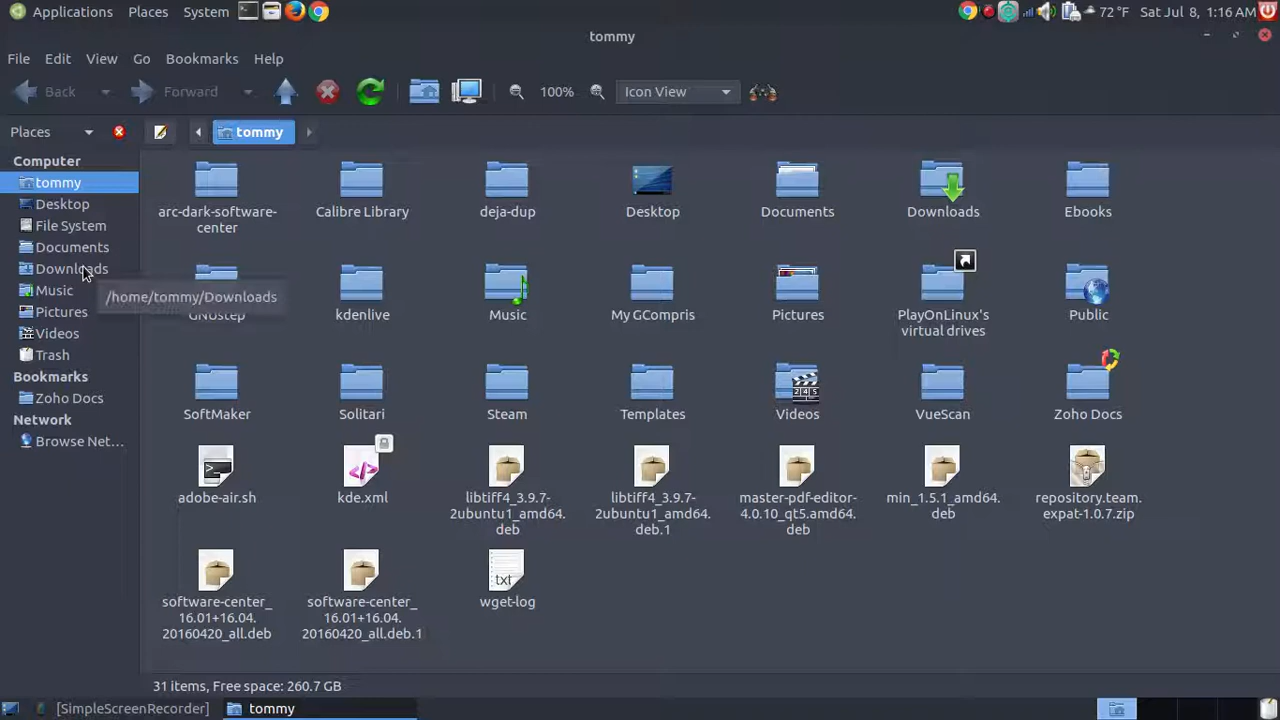 Applications Places System 72 °F Sat Jul 8, 1:16 AM
tommy
File Edit View Go Bookmarks Help
Back Forward 100% Icon View
Places tommy
Computer
tommy
Desktop
File System
Documents
Downloads
Music
Pictures
Videos
Trash
Bookmarks
Zoho Docs
Network
Browse Net...
/home/tommy/Downloads
arc-dark-software-
center
Calibre Library
deja-dup
Desktop
Documents
Downloads
Ebooks
GNUstep
kdenlive
Music
My GCompris
Pictures
PlayOnLinux's
virtual drives
Public
SoftMaker
Solitari
Steam
Templates
Videos
VueScan
Zoho Docs
adobe-air.sh
kde.xml
libtiff4_3.9.7-
2ubuntu1_amd64.
deb
libtiff4_3.9.7-
2ubuntu1_amd64.
deb.1
master-pdf-editor-
4.0.10_qt5.amd64.
deb
min_1.5.1_amd64.
deb
repository.team.
expat-1.0.7.zip
software-center_
16.01+16.04.
20160420_all.deb
software-center_
16.01+16.04.
20160420_all.deb.1
txt
wget-log
31 items, Free space: 260.7 GB
[SimpleScreenRecorder] tommy